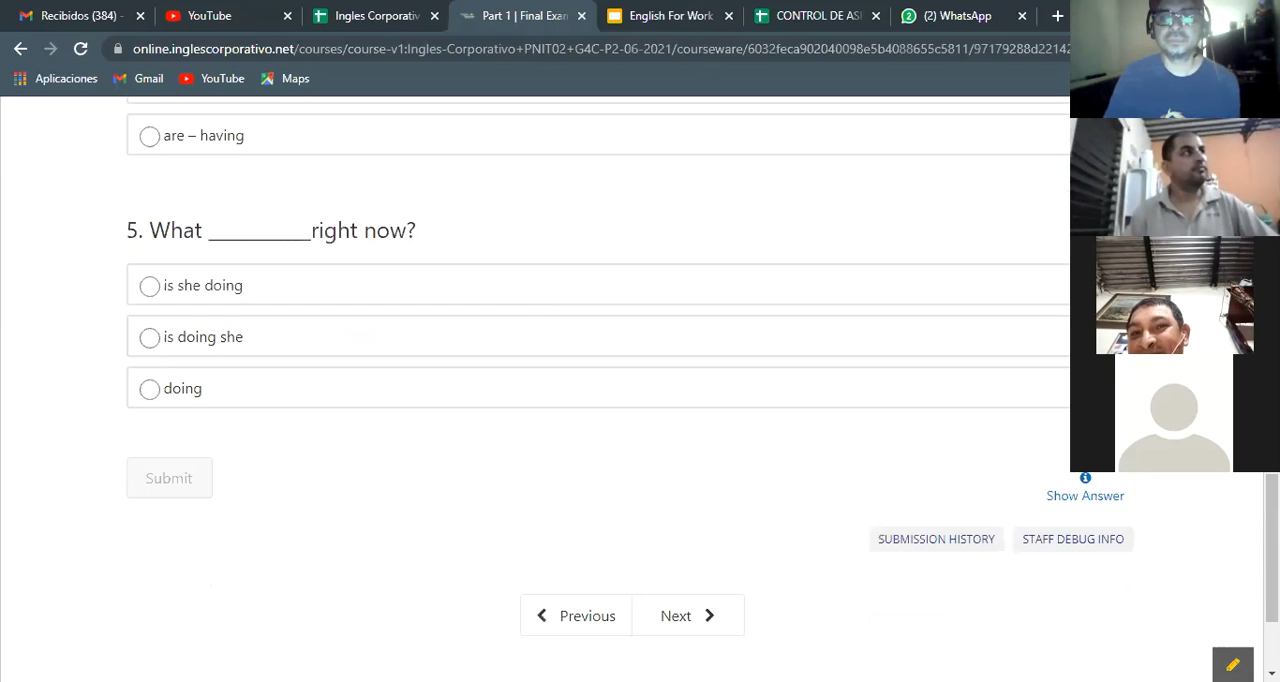 Recibidos (384) -
YouTube
Ingles Corporativ
Part 1 | Final Exan
English For Work
CONTROL DE ASI
(2) WhatsApp
online.inglescorporativo.net/courses/course-v1:Ingles-Corporativo+PNIT02+G4C-P2-06-2021/courseware/6032feca902040098e5b4088655c5811/97179288d22142
Aplicaciones
Gmail
YouTube
Maps
are – having
5. What __________right now?
is she doing
is doing she
doing
Submit
Show Answer
SUBMISSION HISTORY
STAFF DEBUG INFO
Previous
Next